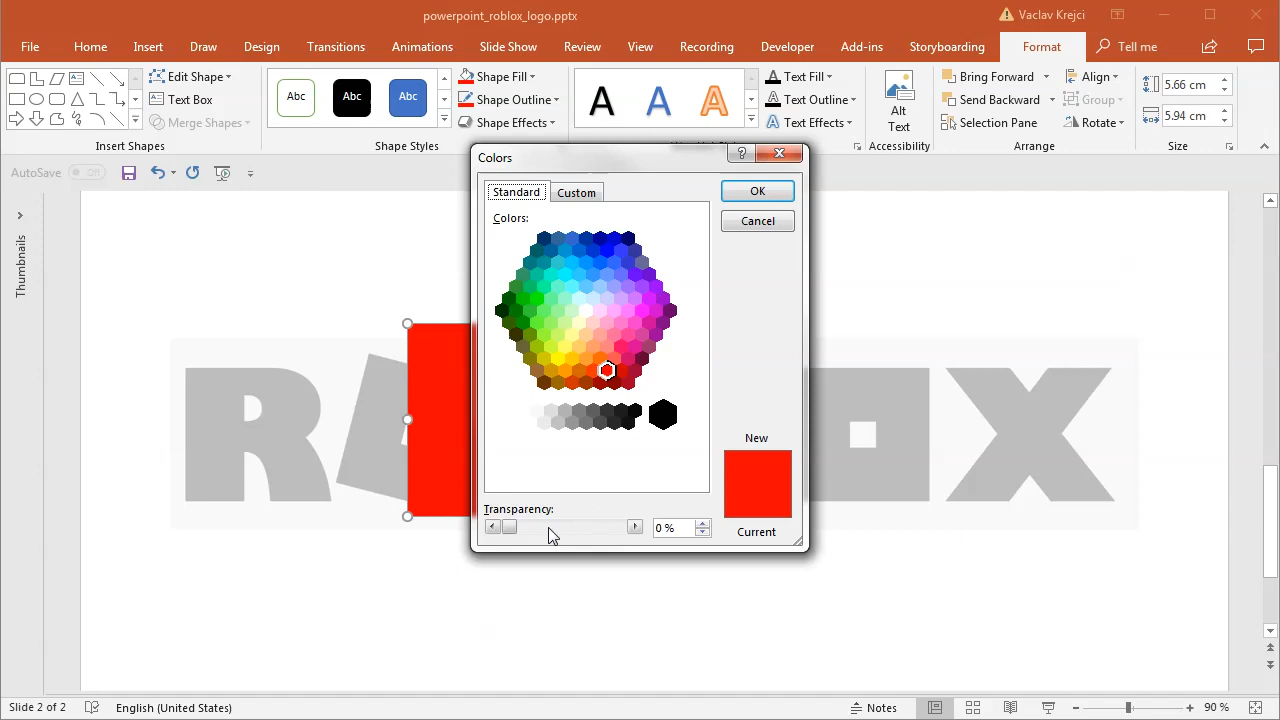 powerpoint_roblox_logo.pptx
Vaclav Krejci
File
Home
Insert
Draw
Design
Transitions
Animations
Slide Show
Review
View
Recording
Developer
Add-ins
Storyboarding
Format
Tell me
Edit Shape
Text Box
Merge Shapes
Insert Shapes
Abc
Abc
Abc
Shape Fill
Shape Outline
Shape Effects
Shape Styles
A
A
A
Text Fill
Text Outline
Text Effects
Alt
Text
Accessibility
Bring Forward
Send Backward
Selection Pane
Align
Group
Rotate
Arrange
5.66 cm
5.94 cm
Size
AutoSave
Off
Thumbnails
Colors
?
Standard
Custom
OK
Cancel
Colors:
New
Current
Transparency:
0 %
R
OX
Slide 2 of 2
English (United States)
Notes
90 %